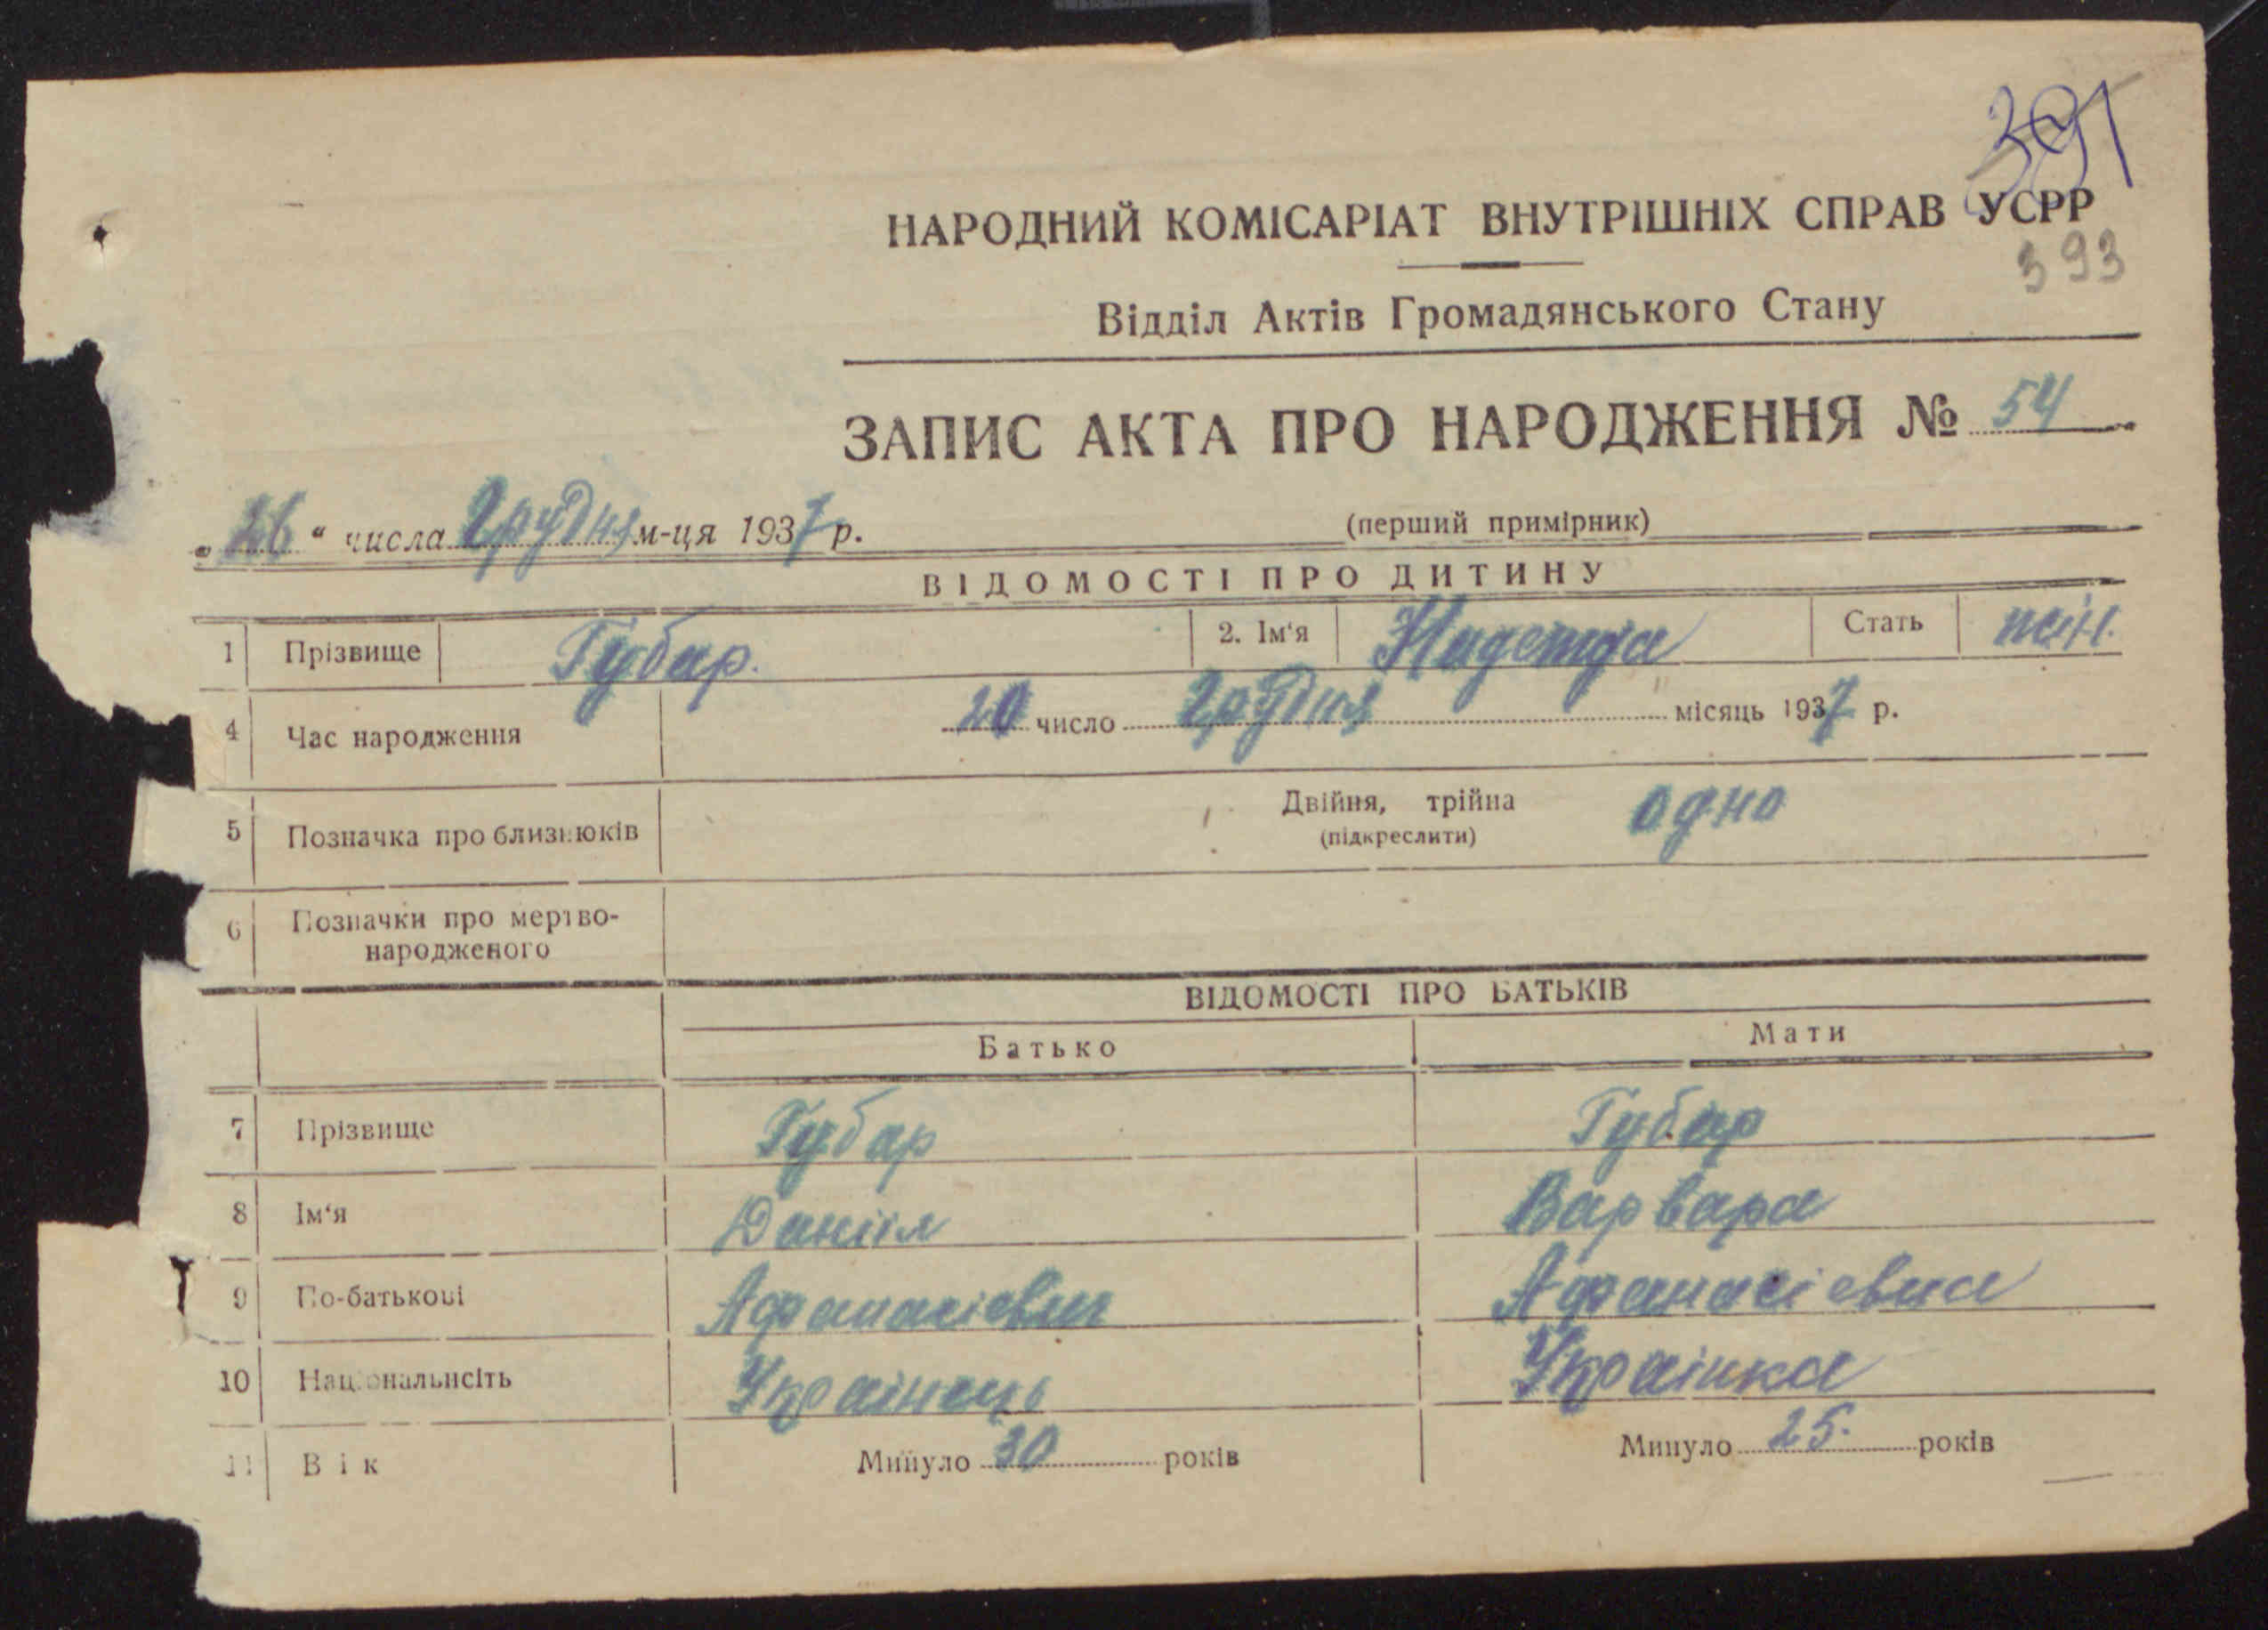 391
НАРОДНИЙ КОМІСАРІАТ ВНУТРІШНІХ СПРАВ УСРР
393
Відділ Актів Громадянського Стану
ЗАПИС АКТА ПРО НАРОДЖЕННЯ № 54
„26“ числа Грудня м-ця 1937 р. (перший примірник)
ВІДОМОСТІ ПРО ДИТИНУ
1 Прізвище Губар. 2. Ім‘я Надежда Стать жін.
4 Час народження 20 число Грудня місяць 1937 р.
5 Позначка про близнюків Двійня, трійна одно
(підкреслити)
6 Позначки про мертво-
народженого
ВІДОМОСТІ ПРО БАТЬКІВ
Батько Мати
7 Прізвище Губар Губар
8 Ім‘я Даніїл Варвара
9 По-батькові Афанасієвич Афанасієвна
10 Національність Украінець Украінка
11 Вік Минуло 30 років Минуло 25. років